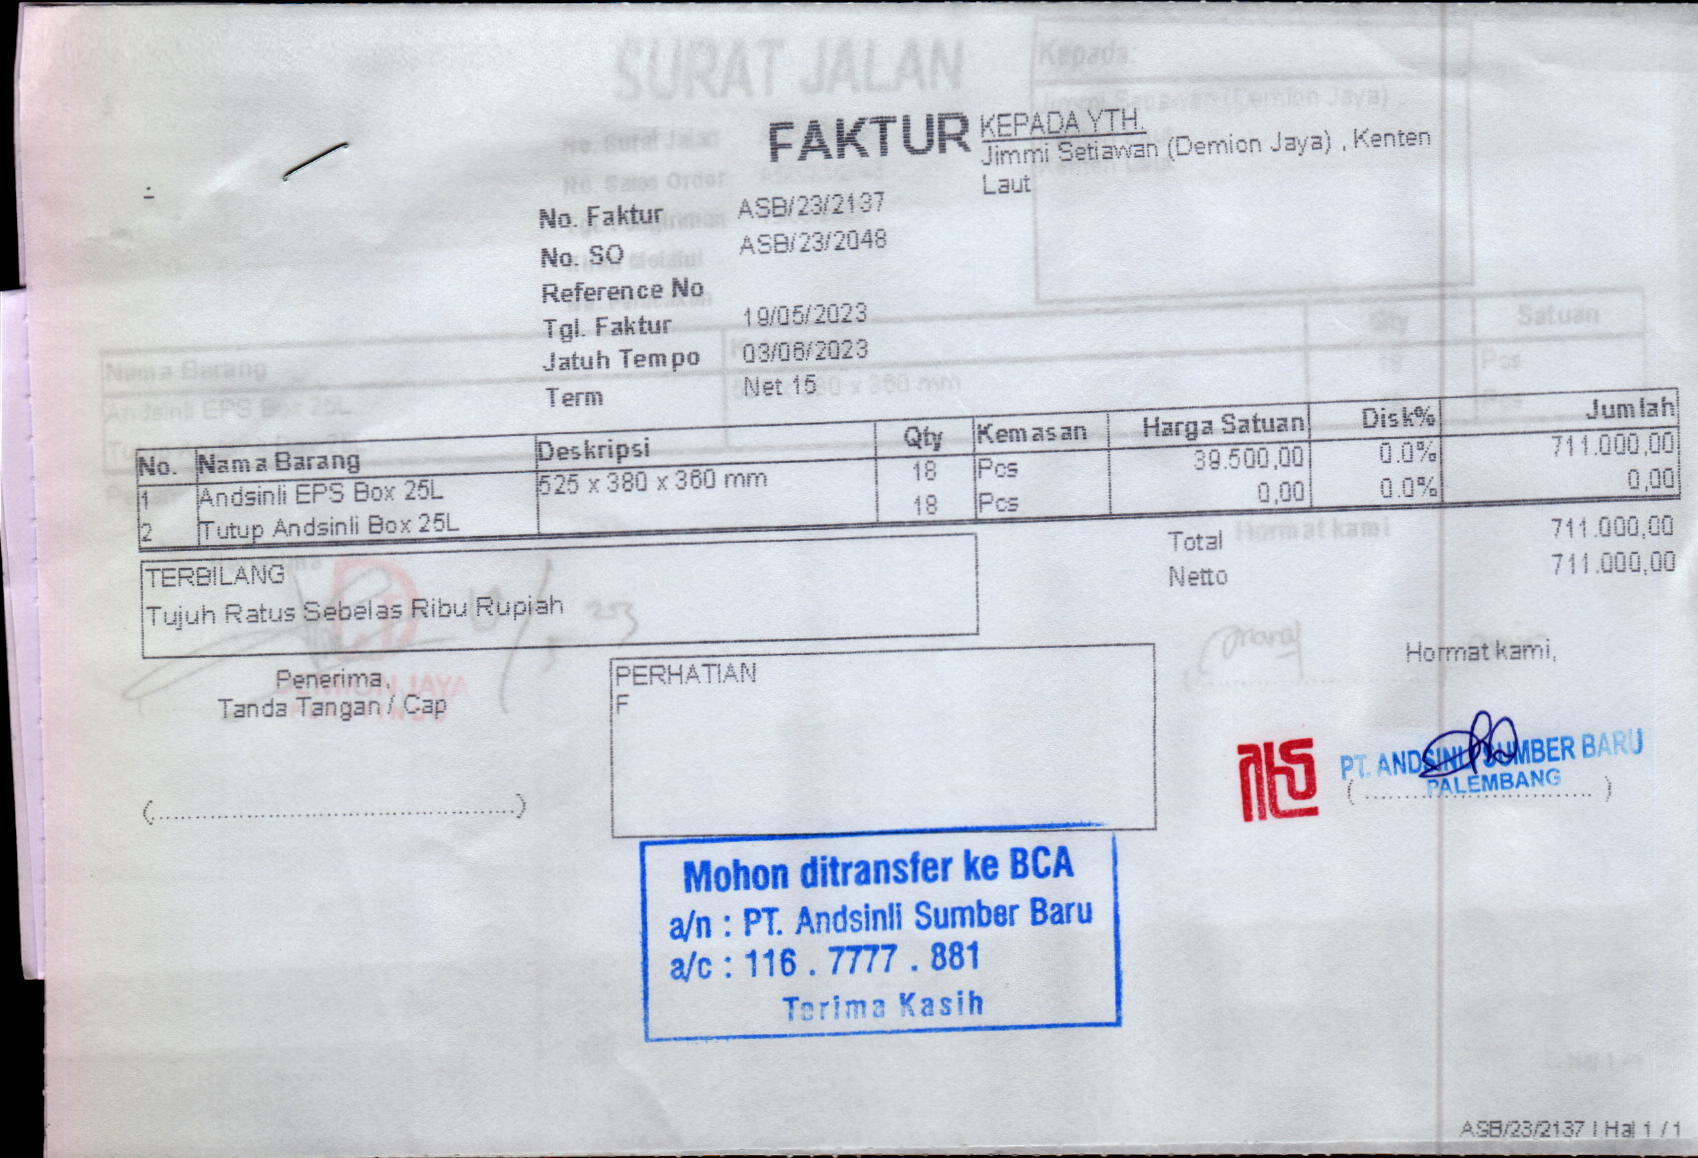 SURAT JALAN
Kepada:
FAKTUR
KEPADA YTH.
Jimmi Setiawan (Demion Jaya) , Kenten
Laut
No. Faktur ASB/23/2137
No. SO ASB/23/2048
Reference No
Tgl. Faktur 19/05/2023
Jatuh Tempo 03/06/2023
Term Net 15
No. Nama Barang Deskripsi Qty Kemasan Harga Satuan Disk% Jumlah
1 Andsinli EPS Box 25L 525 x 380 x 360 mm 18 Pcs 39.500,00 0.0% 711.000,00
2 Tutup Andsinli Box 25L 18 Pcs 0,00 0.0% 0,00
Total 711.000,00
Netto 711.000,00
TERBILANG
Tujuh Ratus Sebelas Ribu Rupiah
Penerima,
Tanda Tangan / Cap
(................................................)
PERHATIAN
F
Hormat kami,
PT. ANDSINLI SUMBER BARU
PALEMBANG
(................................)
Mohon ditransfer ke BCA
a/n : PT. Andsinli Sumber Baru
a/c : 116 . 7777 . 881
Terima Kasih
ASB/23/2137 | Hal 1 / 1